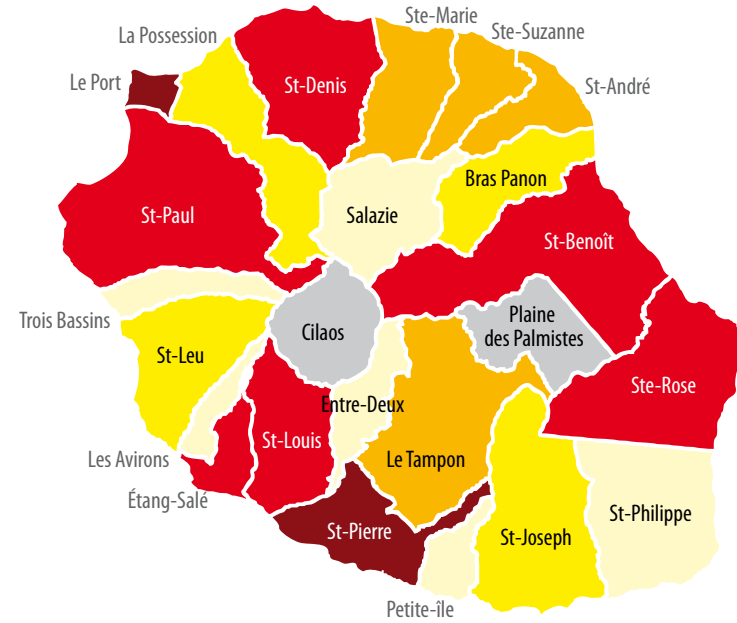 Ste-Marie
La Possession
Ste-Suzanne
Le Port
St-Denis
St-André
Bras Panon
St-Paul
Salazie
St-Benoît
Trois Bassins
Cilaos
Plaine
des Palmistes
St-Leu
Ste-Rose
Entre-Deux
St-Louis
Les Avirons
Le Tampon
Étang-Salé
St-Pierre
St-Joseph
St-Philippe
Petite-île